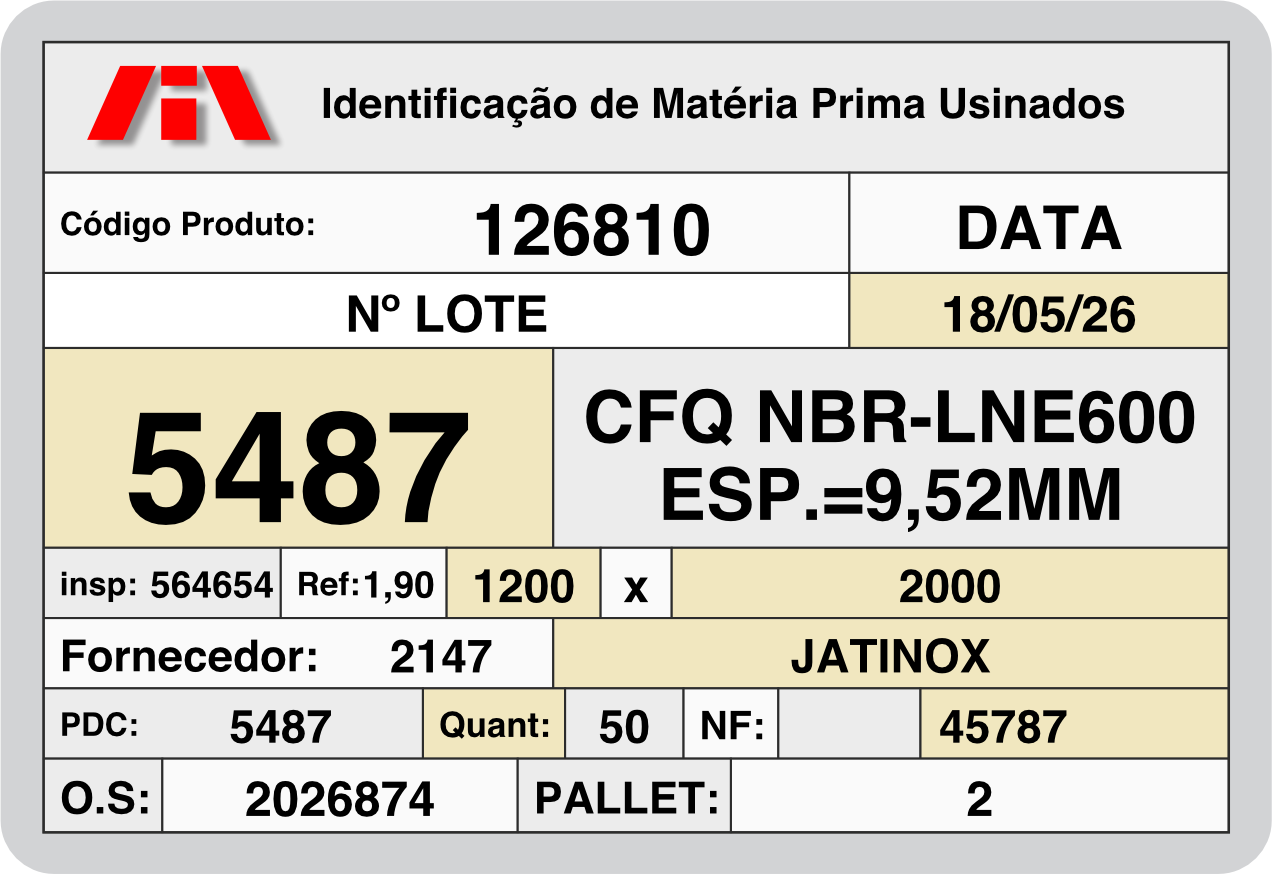 Identificação de Matéria Prima Usinados
Código Produto: 126810 DATA
Nº LOTE 18/05/26
5487
CFQ NBR-LNE600
ESP.=9,52MM
insp: 564654 Ref:1,90 1200 x 2000
Fornecedor: 2147 JATINOX
PDC: 5487 Quant: 50 NF: 45787
O.S: 2026874 PALLET: 2